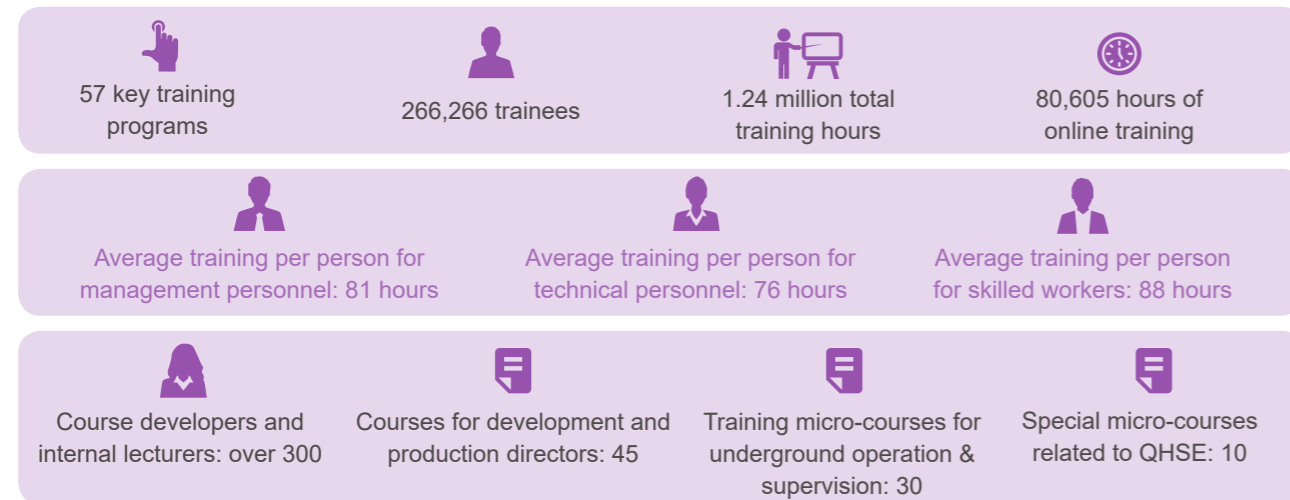 57 key training
programs
266,266 trainees
1.24 million total
training hours
80,605 hours of
online training
Average training per person for
management personnel: 81 hours
Average training per person for
technical personnel: 76 hours
Average training per person
for skilled workers: 88 hours
Course developers and
internal lecturers: over 300
Courses for development and
production directors: 45
Training micro-courses for
underground operation &
supervision: 30
Special micro-courses
related to QHSE: 10